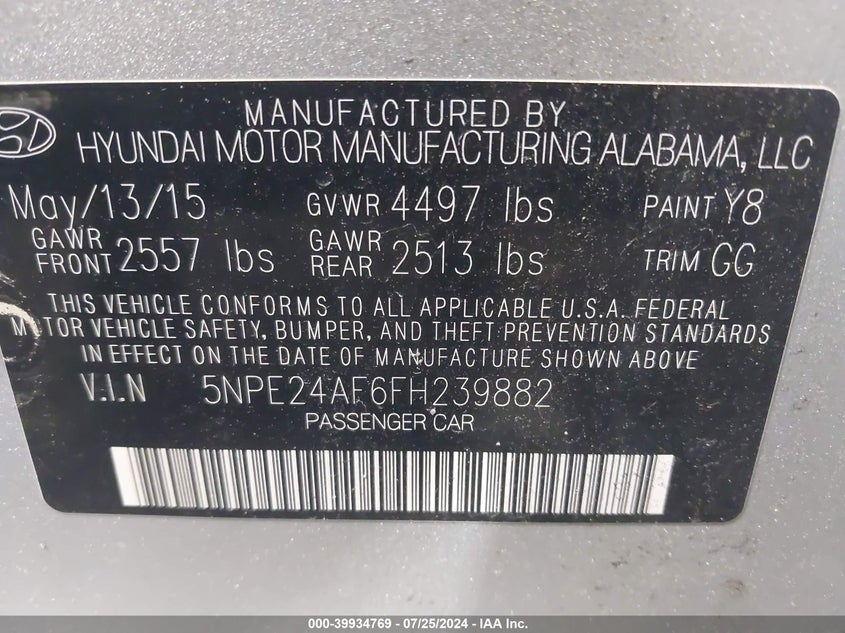 MANUFACTURED BY
HYUNDAI MOTOR MANUFACTURING ALABAMA, LLC
May/13/15 GVWR 4497 lbs PAINT Y8
GAWR FRONT 2557 lbs GAWR REAR 2513 lbs TRIM GG
THIS VEHICLE CONFORMS TO ALL APPLICABLE U.S.A. FEDERAL
MOTOR VEHICLE SAFETY, BUMPER, AND THEFT PREVENTION STANDARDS
IN EFFECT ON THE DATE OF MANUFACTURE SHOWN ABOVE
V.I.N 5NPE24AF6FH239882
PASSENGER CAR
000-39934769 - 07/25/2024 - IAA Inc.